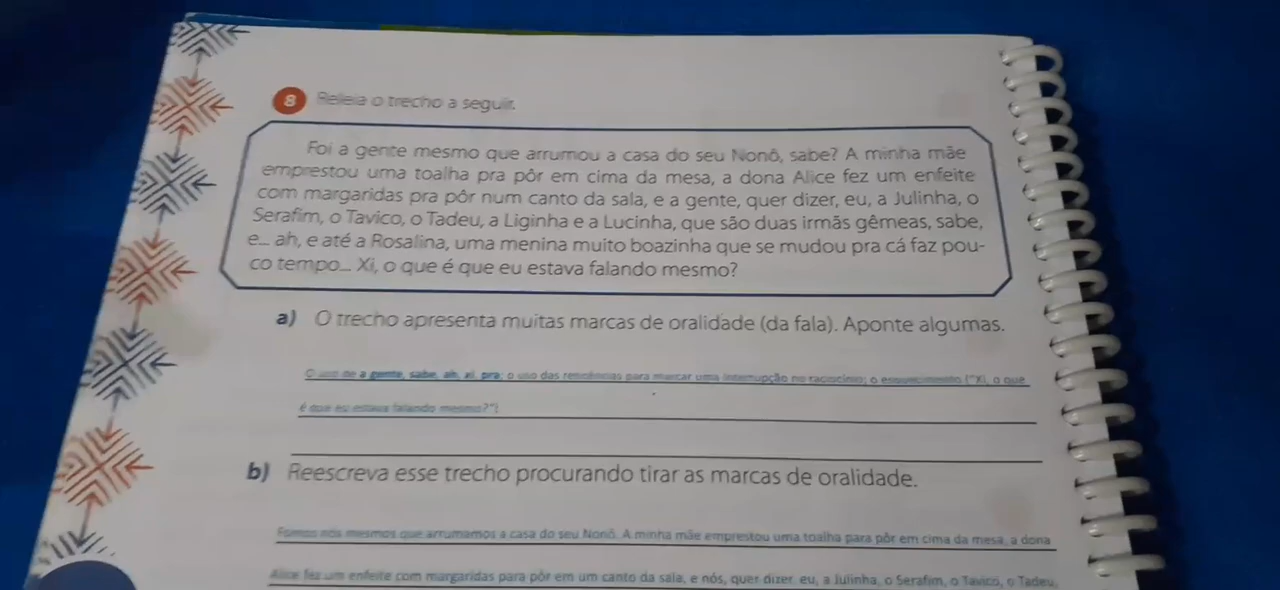 8 Releia o trecho a seguir.
Foi a gente mesmo que arrumou a casa do seu Nonô, sabe? A minha mãe
emprestou uma toalha pra pôr em cima da mesa, a dona Alice fez um enfeite
com margaridas pra pôr num canto da sala, e a gente, quer dizer, eu, a Julinha, o
Serafim, o Tavico, o Tadeu, a Liginha e a Lucinha, que são duas irmãs gêmeas, sabe,
e... ah, e até a Rosalina, uma menina muito boazinha que se mudou pra cá faz pou-
co tempo... Xi, o que é que eu estava falando mesmo?
a) O trecho apresenta muitas marcas de oralidade (da fala). Aponte algumas.
O uso de a gente, sabe, ah, xi, pra; o uso das reticências para marcar uma interrupção no raciocínio; o esquecimento ("Xi, o que
é que eu estava falando mesmo?")
b) Reescreva esse trecho procurando tirar as marcas de oralidade.
Fomos nós mesmos que arrumamos a casa do seu Nonô. A minha mãe emprestou uma toalha para pôr em cima da mesa, a dona
Alice fez um enfeite com margaridas para pôr em um canto da sala, e nós, quer dizer, eu, a Julinha, o Serafim, o Tavico, o Tadeu,